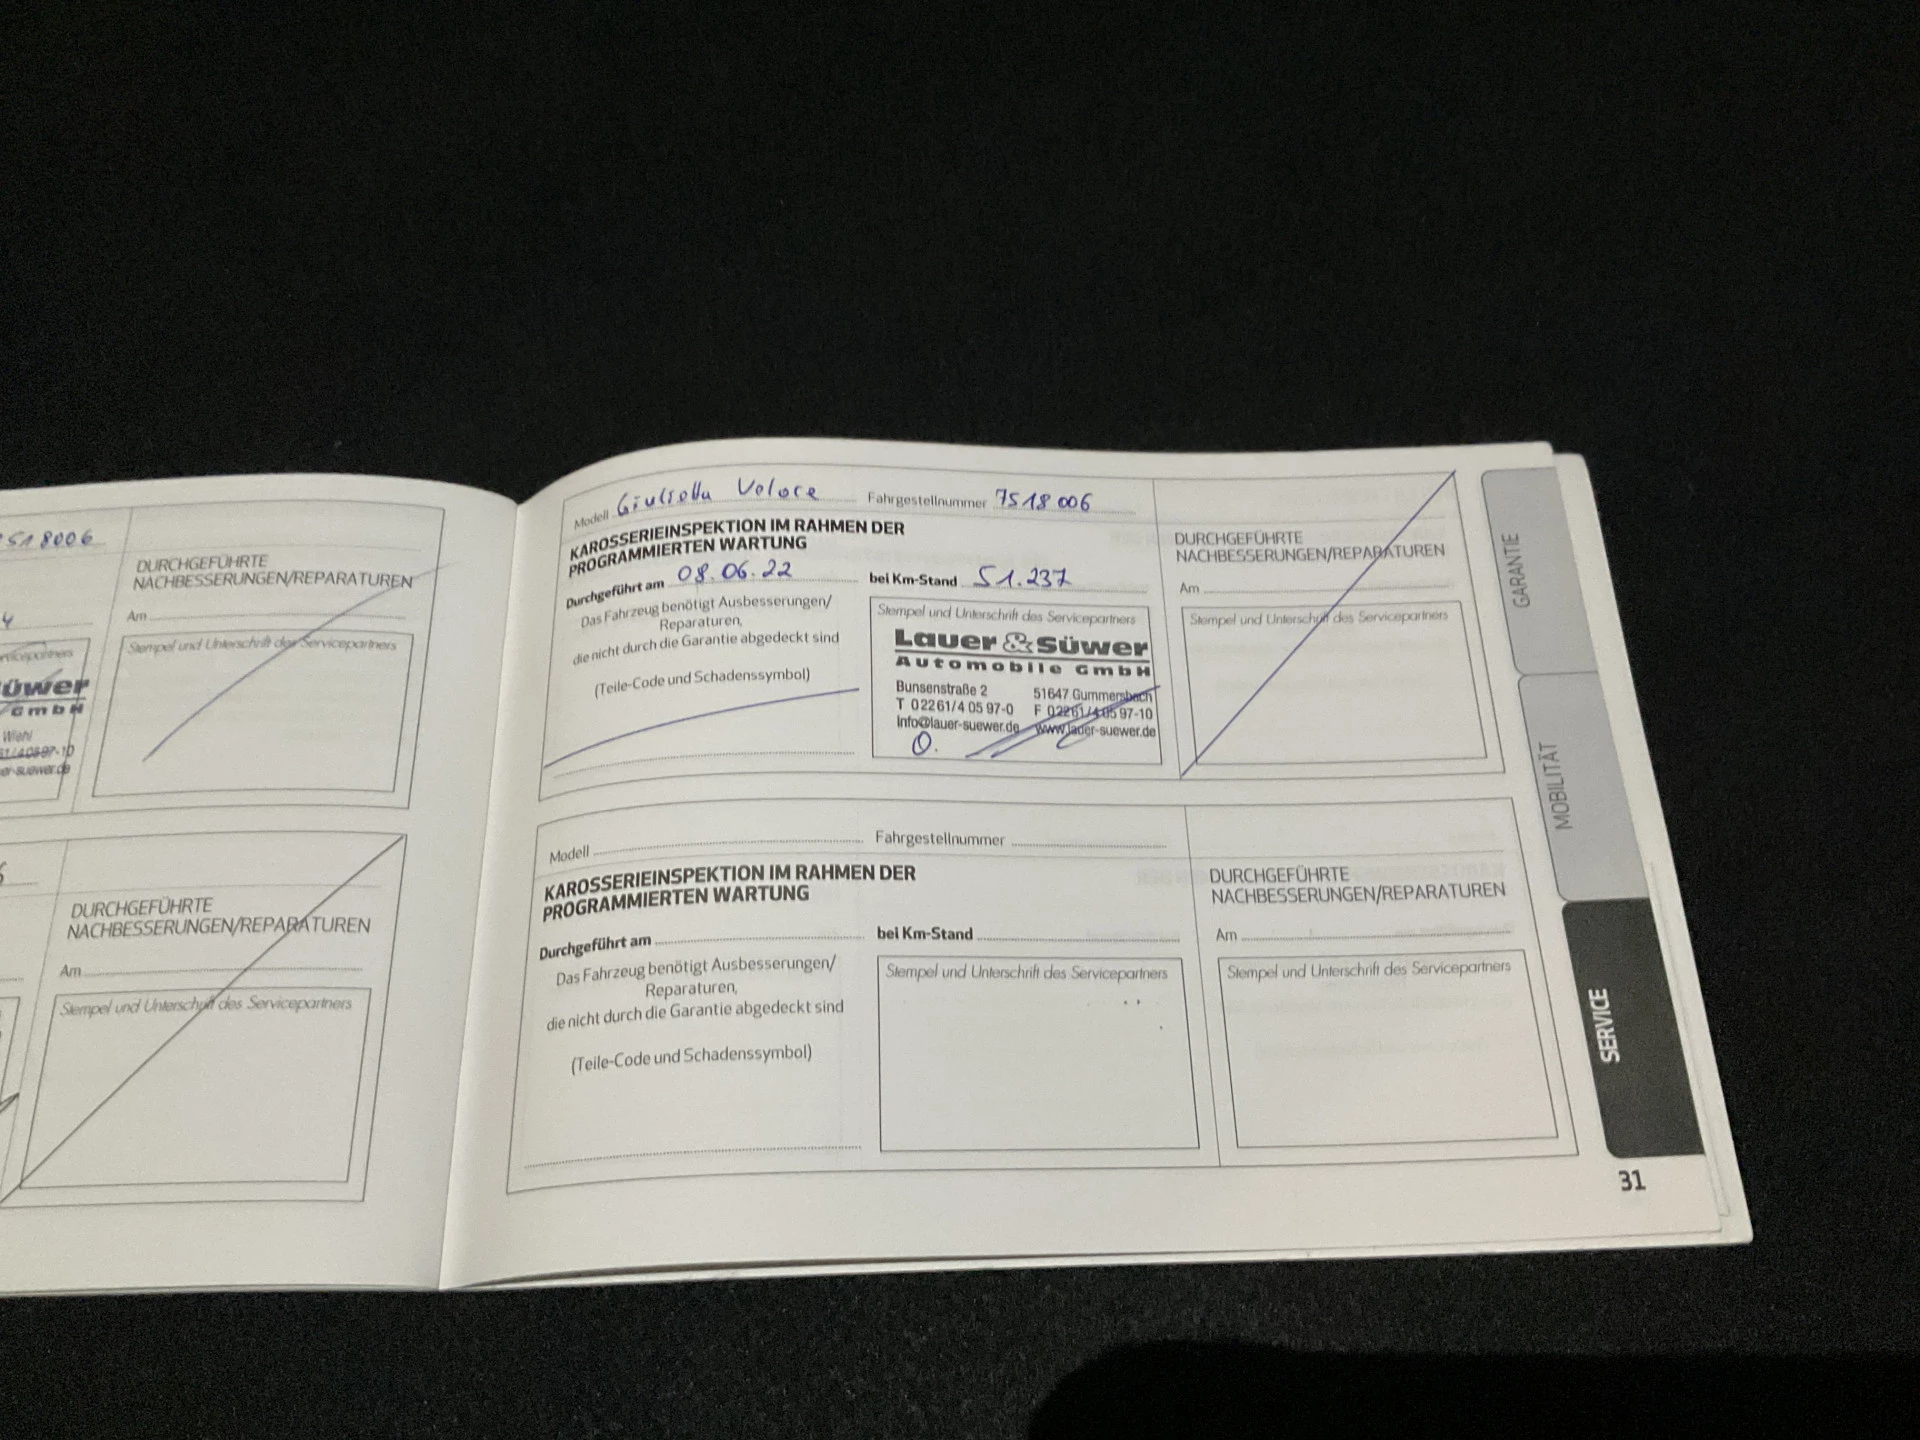 518006
DURCHGEFÜHRTE
NACHBESSERUNGEN/REPARATUREN
Am
Stempel und Unterschrift des Servicepartners
üwer
GmbH
Wiehl
er-suewer.de
DURCHGEFÜHRTE
NACHBESSERUNGEN/REPARATUREN
Am
Stempel und Unterschrift des Servicepartners
Modell Giulietta Veloce Fahrgestellnummer 7518006
KAROSSERIEINSPEKTION IM RAHMEN DER
PROGRAMMIERTEN WARTUNG
Durchgeführt am 08.06.22 bei Km-Stand 51.237
Das Fahrzeug benötigt Ausbesserungen/
Reparaturen,
die nicht durch die Garantie abgedeckt sind
(Teile-Code und Schadenssymbol)
Stempel und Unterschrift des Servicepartners
Lauer & Süwer
Automobile GmbH
Bunsenstraße 2 51647 Gummersbach
T 02261/4 05 97-0 F 02261/4 05 97-10
info@lauer-suewer.de www.lauer-suewer.de
DURCHGEFÜHRTE
NACHBESSERUNGEN/REPARATUREN
Am
Stempel und Unterschrift des Servicepartners
Modell Fahrgestellnummer
KAROSSERIEINSPEKTION IM RAHMEN DER
PROGRAMMIERTEN WARTUNG
Durchgeführt am bei Km-Stand
Das Fahrzeug benötigt Ausbesserungen/
Reparaturen,
die nicht durch die Garantie abgedeckt sind
(Teile-Code und Schadenssymbol)
Stempel und Unterschrift des Servicepartners
DURCHGEFÜHRTE
NACHBESSERUNGEN/REPARATUREN
Am
Stempel und Unterschrift des Servicepartners
GARANTIE
MOBILITÄT
SERVICE
31